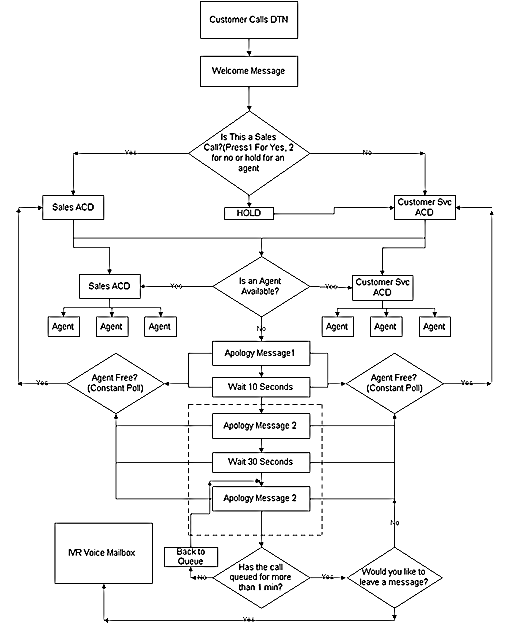 Customer Calls DTN
Welcome Message
Is This a Sales
Call?(Press1 For Yes, 2
for no or hold for an
agent
Yes
No
Sales ACD
HOLD
Customer Svc
ACD
Sales ACD
Yes
Is an Agent
Available?
Yes
Customer Svc
ACD
Agent
Agent
Agent
Agent
Agent
Agent
No
Apology Message1
Agent Free?
(Constant Poll)
Yes
Wait 10 Seconds
Agent Free?
(Constant Poll)
Yes
Apology Message 2
Wait 30 Seconds
Apology Message 2
No
IVR Voice Mailbox
Back to
Queue
No
Has the call
queued for more
than 1 min?
Yes
Would you like to
leave a message?
Yes